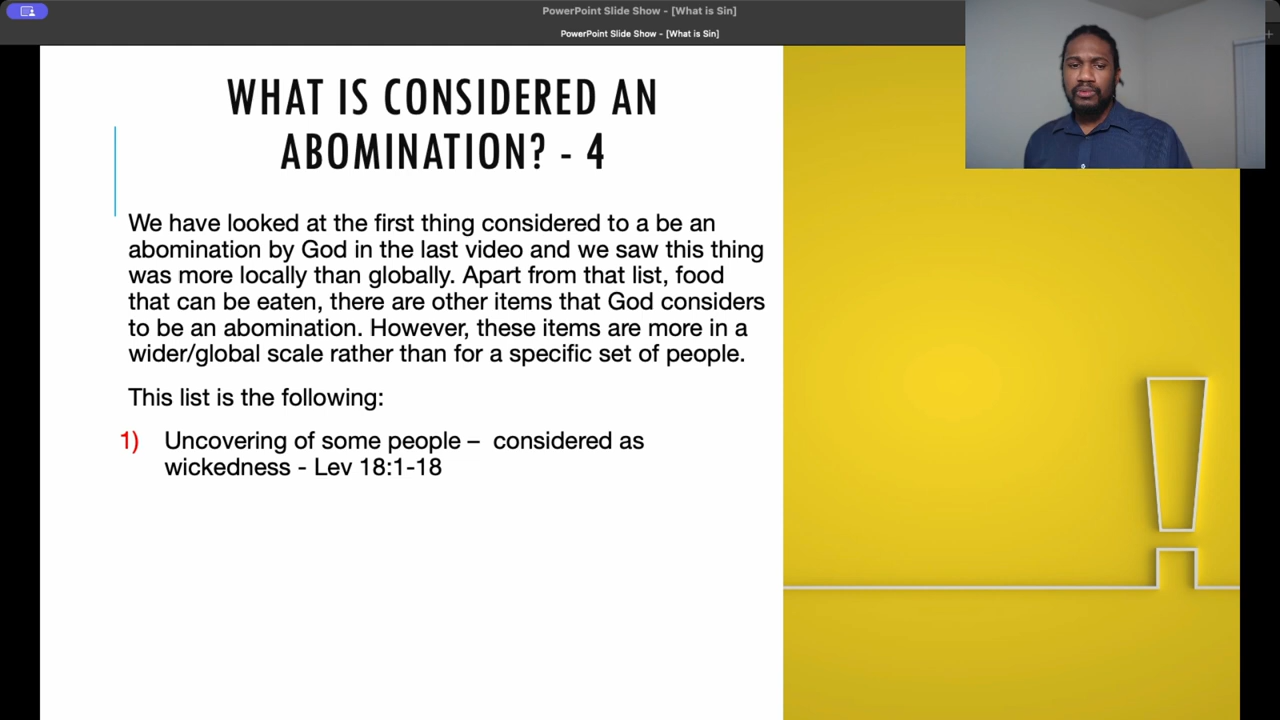 PowerPoint Slide Show - [What is Sin]
PowerPoint Slide Show - [What is Sin]
WHAT IS CONSIDERED AN
ABOMINATION? - 4
We have looked at the first thing considered to a be an
abomination by God in the last video and we saw this thing
was more locally than globally. Apart from that list, food
that can be eaten, there are other items that God considers
to be an abomination. However, these items are more in a
wider/global scale rather than for a specific set of people.
This list is the following:
1) Uncovering of some people – considered as
wickedness - Lev 18:1-18